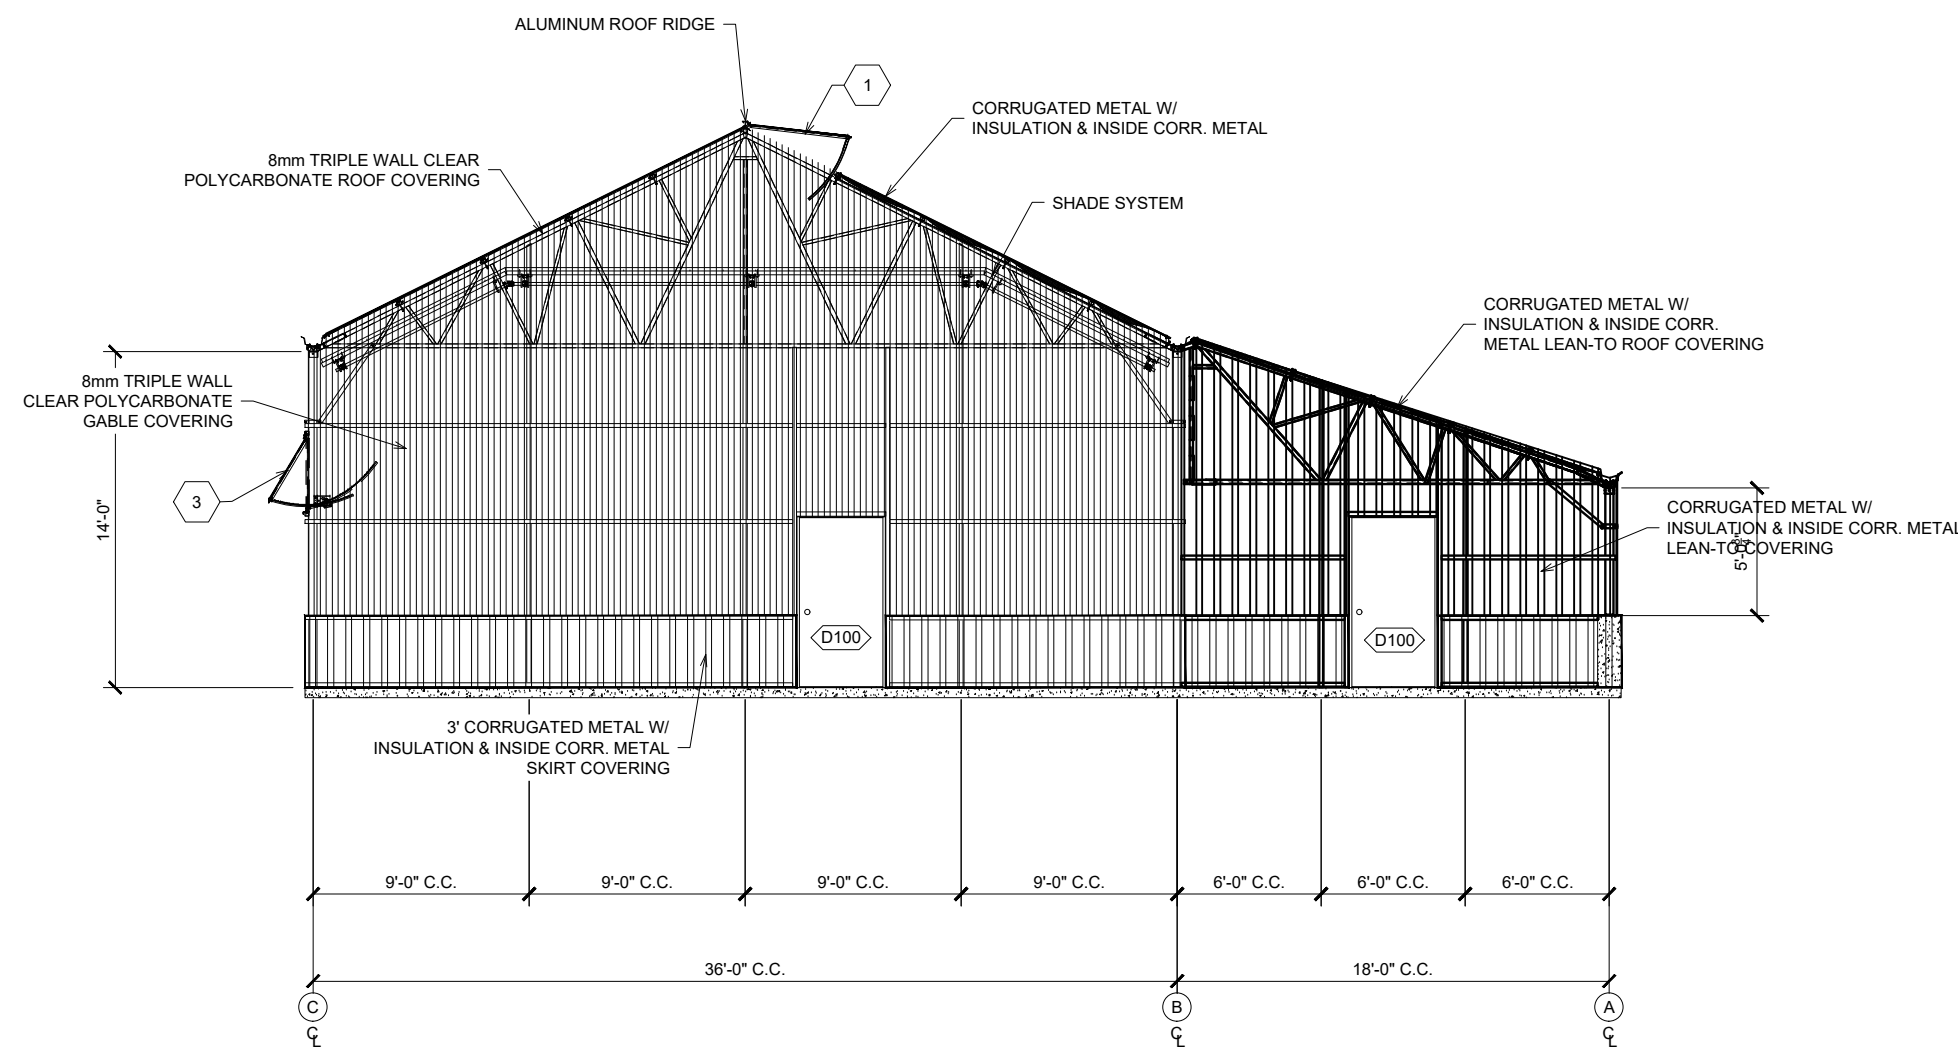 ALUMINUM ROOF RIDGE
1
CORRUGATED METAL W/
INSULATION & INSIDE CORR. METAL
8mm TRIPLE WALL CLEAR
POLYCARBONATE ROOF COVERING
SHADE SYSTEM
CORRUGATED METAL W/
INSULATION & INSIDE CORR.
METAL LEAN-TO ROOF COVERING
8mm TRIPLE WALL
CLEAR POLYCARBONATE
GABLE COVERING
3
14'-0"
CORRUGATED METAL W/
INSULATION & INSIDE CORR. METAL
LEAN-TO COVERING
D100
D100
3' CORRUGATED METAL W/
INSULATION & INSIDE CORR. METAL
SKIRT COVERING
9'-0" C.C.
9'-0" C.C.
9'-0" C.C.
9'-0" C.C.
6'-0" C.C.
6'-0" C.C.
6'-0" C.C.
36'-0" C.C.
18'-0" C.C.
C
B
A
℄
℄
℄